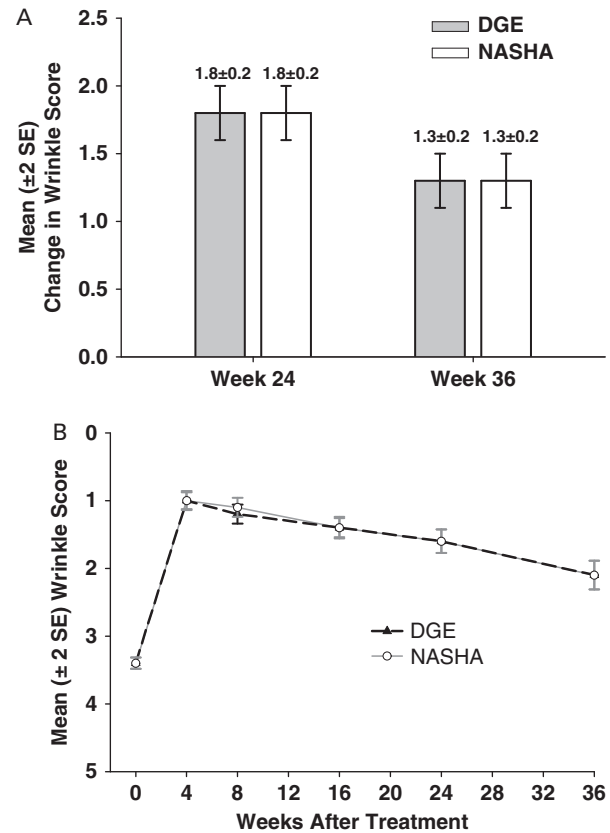 A
DGE
NASHA
Mean (±2 SE)
Change in Wrinkle Score
2.5
2.0
1.5
1.0
0.5
0.0
1.8±0.2 1.8±0.2
1.3±0.2 1.3±0.2
Week 24 Week 36
B
Mean (± 2 SE) Wrinkle Score
0
1
2
3
4
5
DGE
NASHA
0 4 8 12 16 20 24 28 32 36
Weeks After Treatment